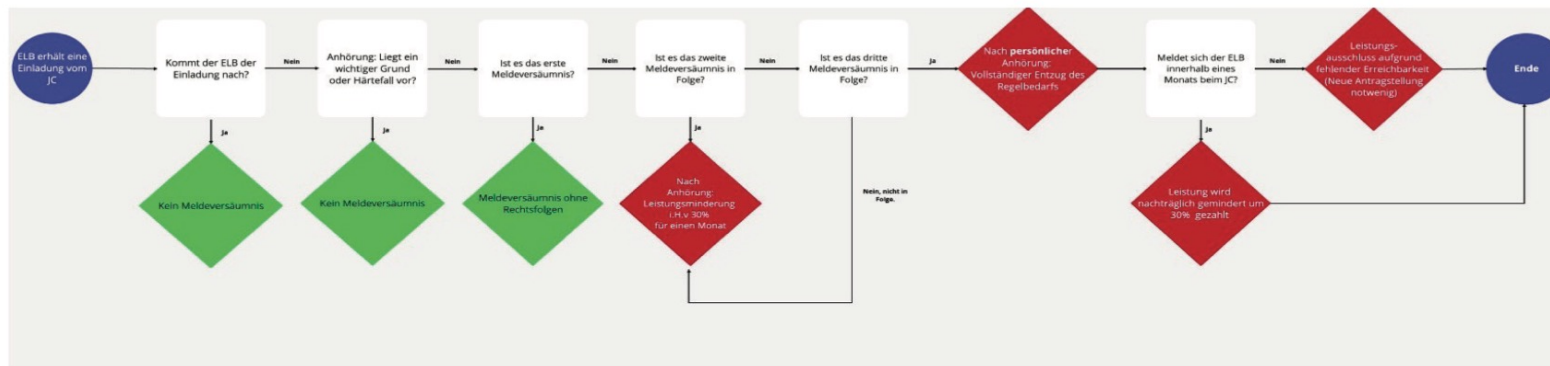 ELB erhält eine
Einladung vom
JC
Kommt der ELB der
Einladung nach?
Nein
Ja
Kein Meldeversäumnis
Anhörung: Liegt ein
wichtiger Grund
oder Härtefall vor?
Nein
Ja
Kein Meldeversäumnis
Ist es das erste
Meldeversäumnis?
Nein
Ja
Meldeversäumnis ohne
Rechtsfolgen
Ist es das zweite
Meldeversäumnis in
Folge?
Nein
Ja
Nach
Anhörung:
Leistungsminderung
i.H.v 30%
für einen Monat
Ist es das dritte
Meldeversäumnis in
Folge?
Ja
Nein, nicht in
Folge.
Nach persönlicher
Anhörung:
Vollständiger Entzug des
Regelbedarfs
Meldet sich der ELB
innerhalb eines
Monats beim JC?
Nein
Ja
Leistung wird
nachträglich gemindert um
30% gezahlt
Leistungs-
ausschluss aufgrund
fehlender Erreichbarkeit
(Neue Antragstellung
notwenig)
Ende